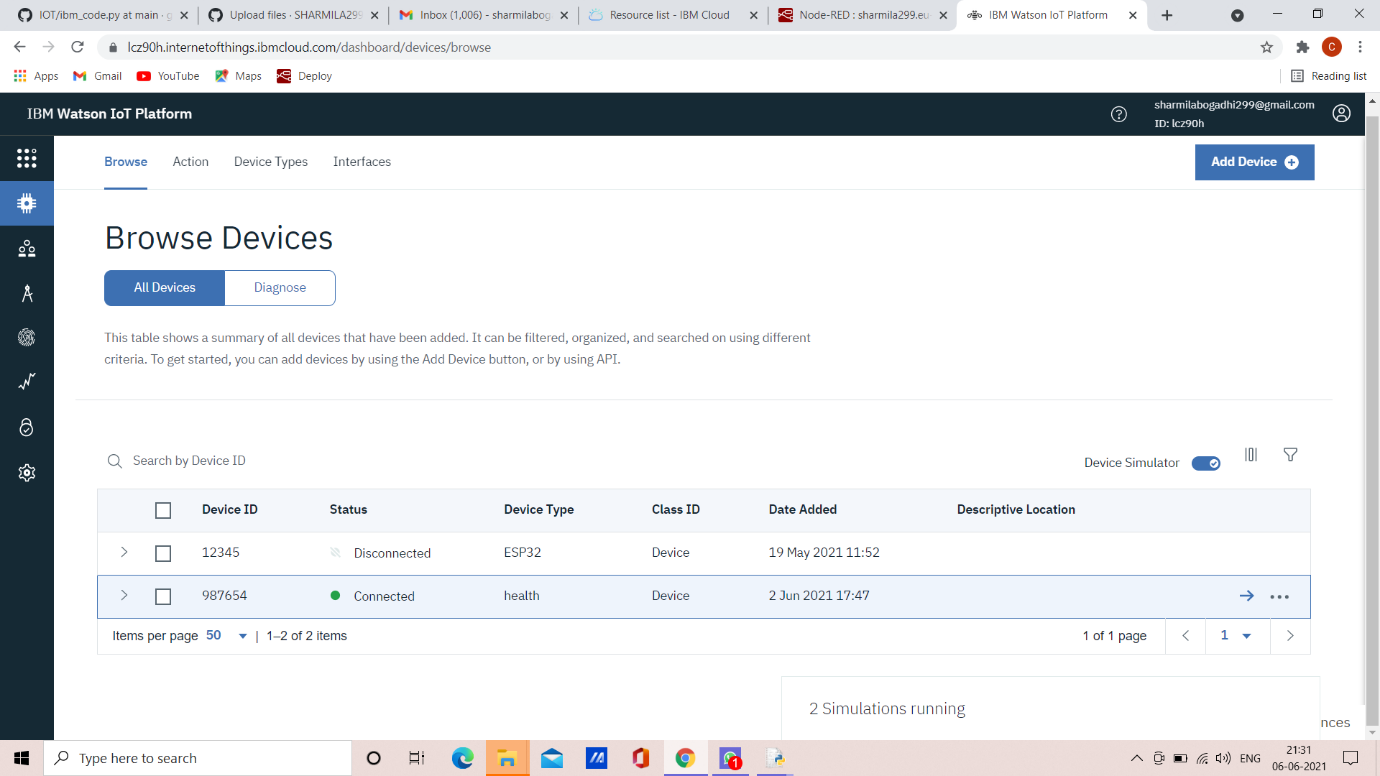 IOT/ibm_code.py at main · g
Upload files · SHARMILA299
Inbox (1,006) - sharmilabog
Resource list - IBM Cloud
Node-RED : sharmila299.eu
IBM Watson IoT Platform
lcz90h.internetofthings.ibmcloud.com/dashboard/devices/browse
C
Apps
Gmail
YouTube
Maps
Deploy
Reading list
IBM Watson IoT Platform
sharmilabogadhi299@gmail.com
ID: lcz90h
Browse
Action
Device Types
Interfaces
Add Device
Browse Devices
All Devices
Diagnose
This table shows a summary of all devices that have been added. It can be filtered, organized, and searched on using different
criteria. To get started, you can add devices by using the Add Device button, or by using API.
Search by Device ID
Device Simulator
Device ID Status Device Type Class ID Date Added Descriptive Location
12345 Disconnected ESP32 Device 19 May 2021 11:52
987654 Connected health Device 2 Jun 2021 17:47
Items per page 50 | 1–2 of 2 items
1 of 1 page
1
2 Simulations running
nces
Type here to search
1
ENG
21:31
06-06-2021